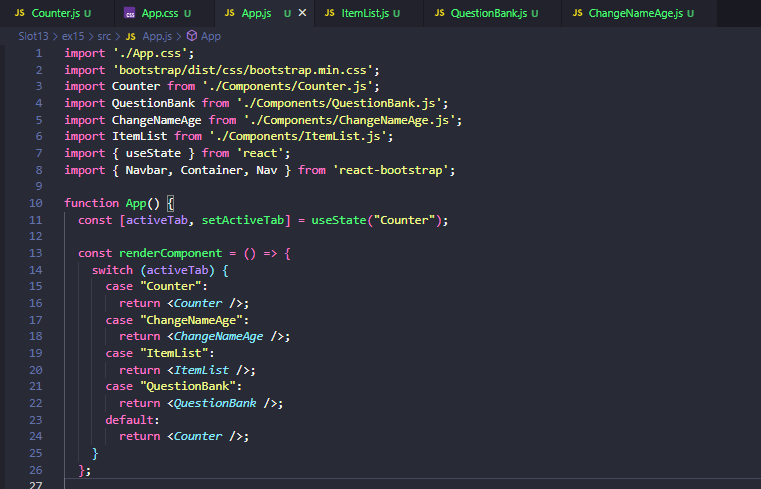 JS Counter.js U
App.css U
JS App.js U ×
JS ItemList.js U
JS QuestionBank.js U
JS ChangeNameAge.js U
Slot13 > ex15 > src > JS App.js > App
1 import './App.css';
2 import 'bootstrap/dist/css/bootstrap.min.css';
3 import Counter from './Components/Counter.js';
4 import QuestionBank from './Components/QuestionBank.js';
5 import ChangeNameAge from './Components/ChangeNameAge.js';
6 import ItemList from './Components/ItemList.js';
7 import { useState } from 'react';
8 import { Navbar, Container, Nav } from 'react-bootstrap';
9
10 function App() {
11 const [activeTab, setActiveTab] = useState("Counter");
12
13 const renderComponent = () => {
14 switch (activeTab) {
15 case "Counter":
16 return <Counter />;
17 case "ChangeNameAge":
18 return <ChangeNameAge />;
19 case "ItemList":
20 return <ItemList />;
21 case "QuestionBank":
22 return <QuestionBank />;
23 default:
24 return <Counter />;
25 }
26 };
27